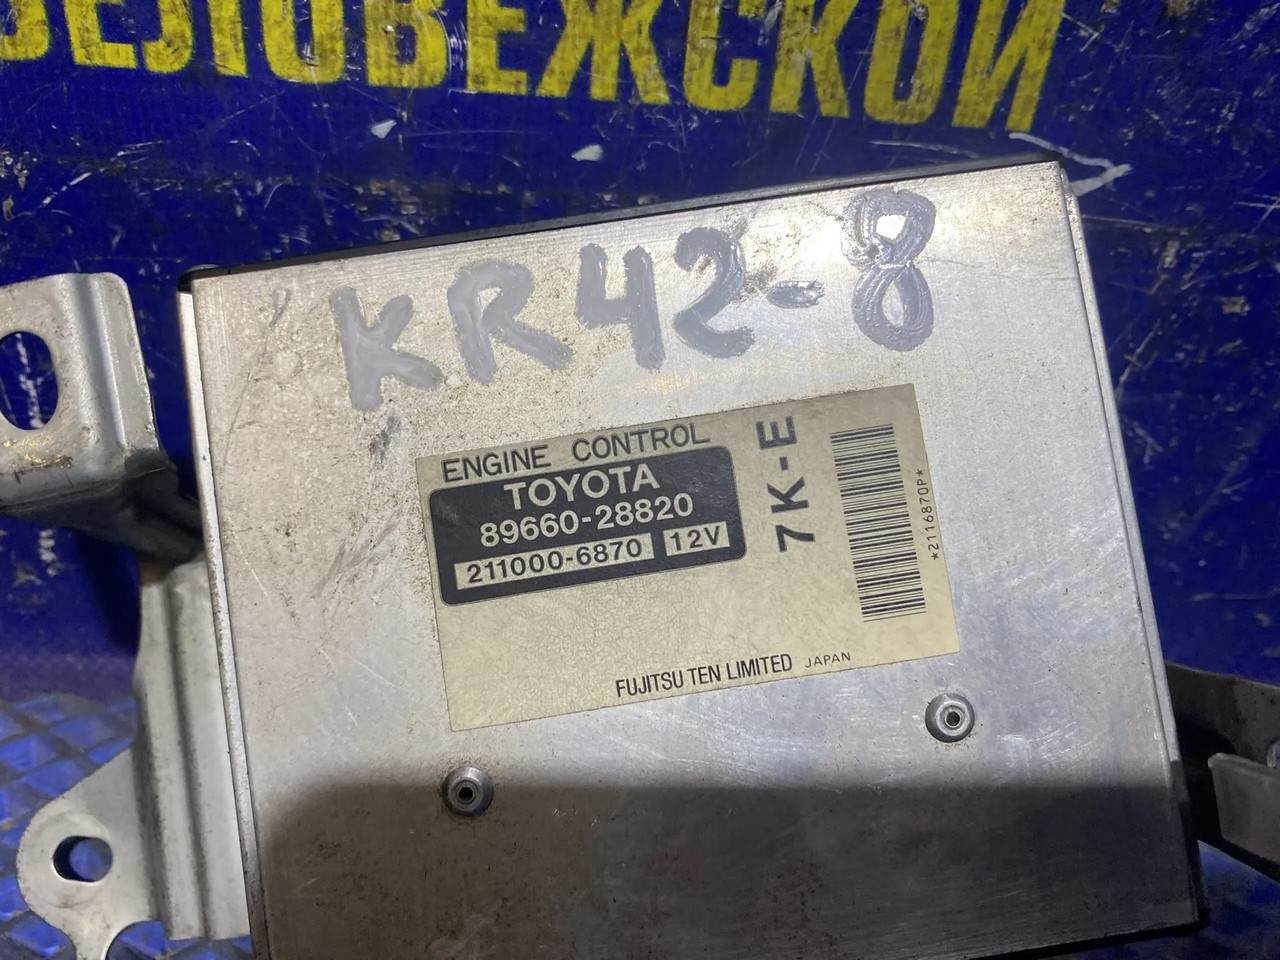 БЕЛОВЕЖСКОЙ
KR42-8
ENGINE CONTROL
TOYOTA
89660-28820
211000-6870 12V
7K-E
*2116870P*
FUJITSU TEN LIMITED JAPAN